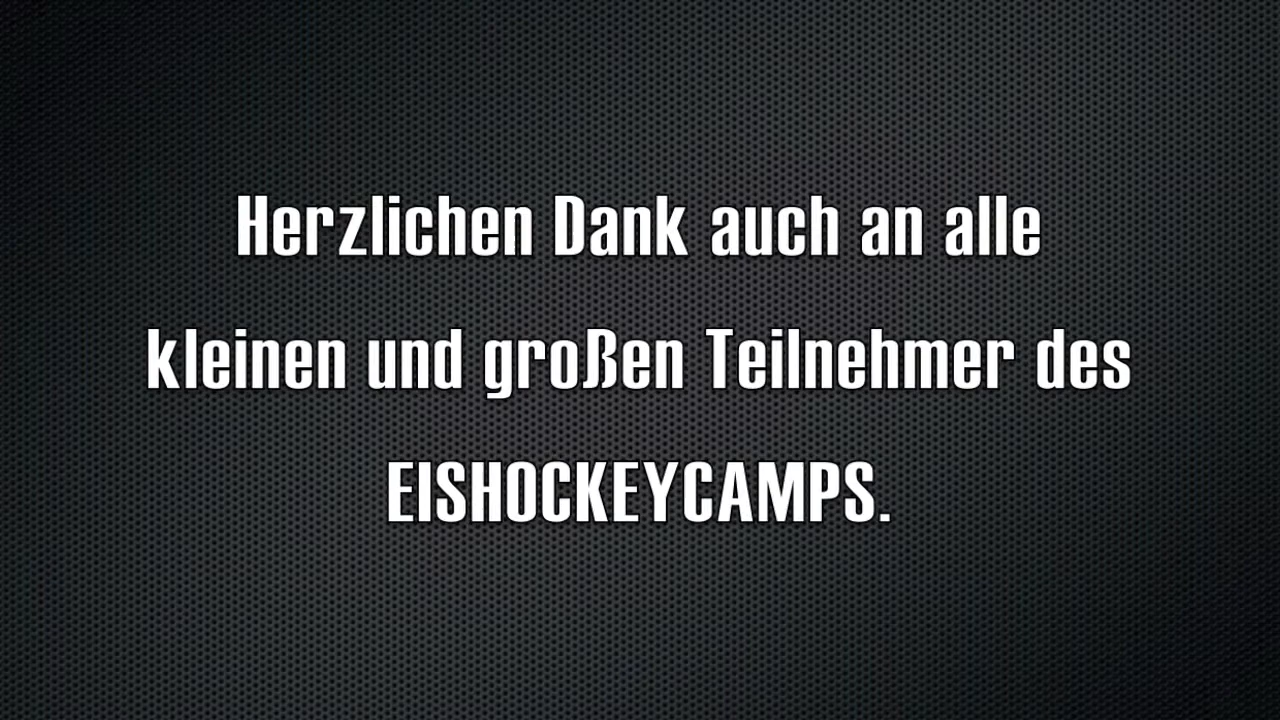 Herzlichen Dank auch an alle
kleinen und großen Teilnehmer des
EISHOCKEYCAMPS.